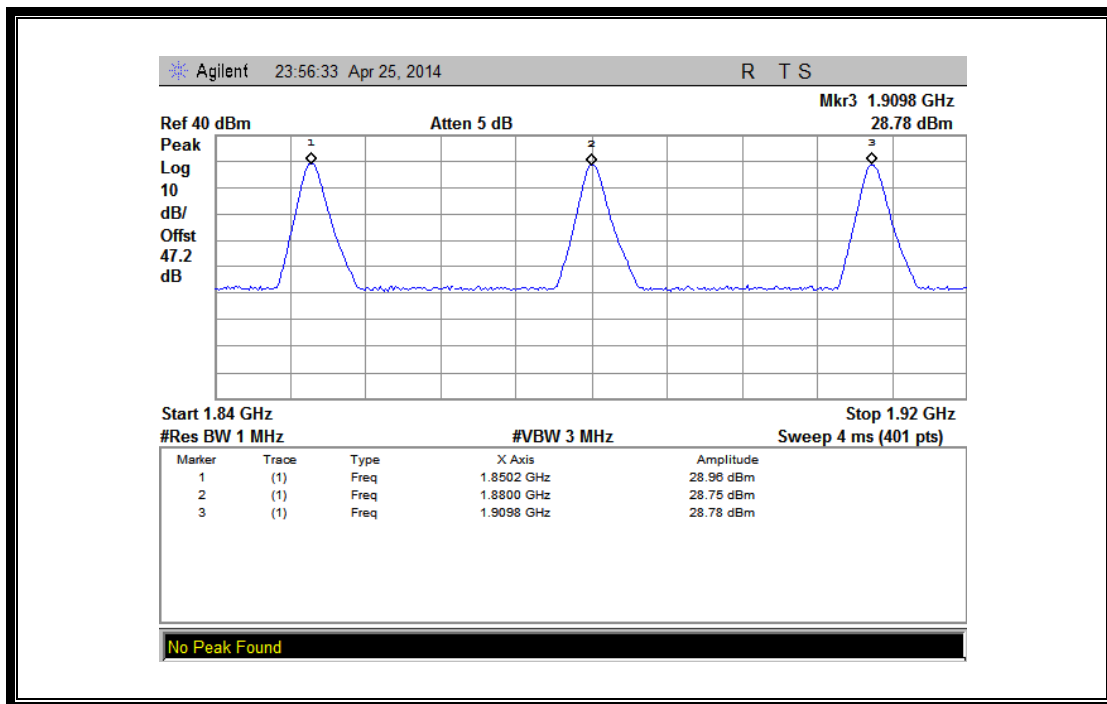 Agilent 23:56:33 Apr 25, 2014 R T S
Mkr3 1.9098 GHz
Ref 40 dBm Atten 5 dB 28.78 dBm
Peak
Log
10
dB/
Offst
47.2
dB
1 2 3
Start 1.84 GHz Stop 1.92 GHz
#Res BW 1 MHz #VBW 3 MHz Sweep 4 ms (401 pts)
Marker Trace Type X Axis Amplitude
1 (1) Freq 1.8502 GHz 28.96 dBm
2 (1) Freq 1.8800 GHz 28.75 dBm
3 (1) Freq 1.9098 GHz 28.78 dBm
No Peak Found